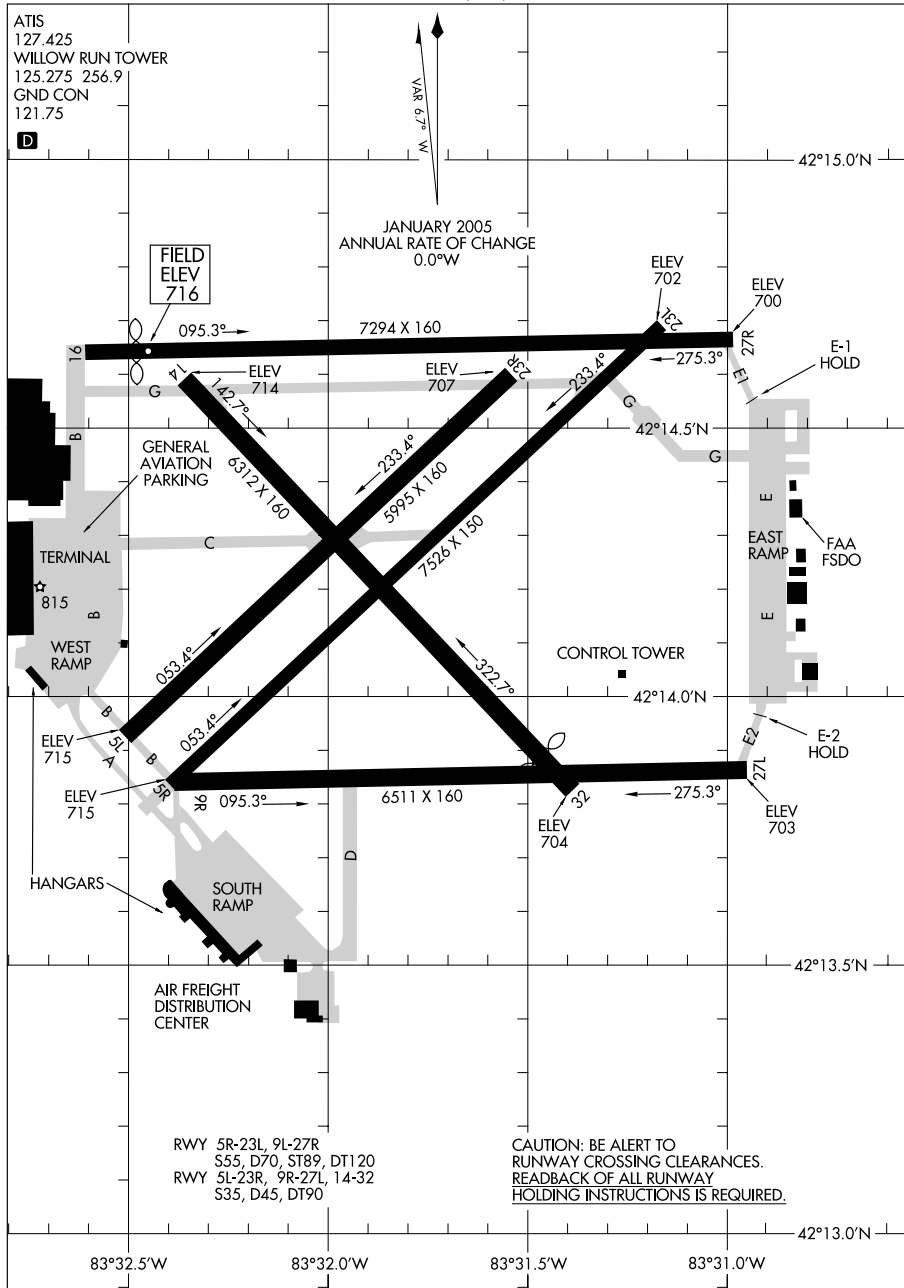 ATIS
127.425
WILLOW RUN TOWER
125.275 256.9
GND CON
121.75
D
VAR 6.7° W
JANUARY 2005
ANNUAL RATE OF CHANGE
0.0°W
42°15.0'N
FIELD
ELEV
716
ELEV
702
ELEV
700
095.3°
7294 X 160
23L
27R
16
275.3°
E-1
HOLD
14
ELEV
714
ELEV
707
23R
233.4°
E1
142.7°
G
G
42°14.5'N
B
GENERAL
AVIATION
PARKING
6312 X 160
233.4°
5995 X 160
G
E
C
7526 X 150
TERMINAL
EAST
RAMP
FAA
FSDO
815
B
E
WEST
RAMP
053.4°
322.7°
CONTROL TOWER
42°14.0'N
B
053.4°
ELEV
715
5L
A
B
E2
E-2
HOLD
5R
27L
ELEV
715
9R
095.3°
6511 X 160
32
275.3°
ELEV
704
ELEV
703
D
HANGARS
SOUTH
RAMP
42°13.5'N
AIR FREIGHT
DISTRIBUTION
CENTER
RWY 5R-23L, 9L-27R
S55, D70, ST89, DT120
RWY 5L-23R, 9R-27L, 14-32
S35, D45, DT90
CAUTION: BE ALERT TO
RUNWAY CROSSING CLEARANCES.
READBACK OF ALL RUNWAY
HOLDING INSTRUCTIONS IS REQUIRED.
42°13.0'N
83°32.5'W
83°32.0'W
83°31.5'W
83°31.0'W